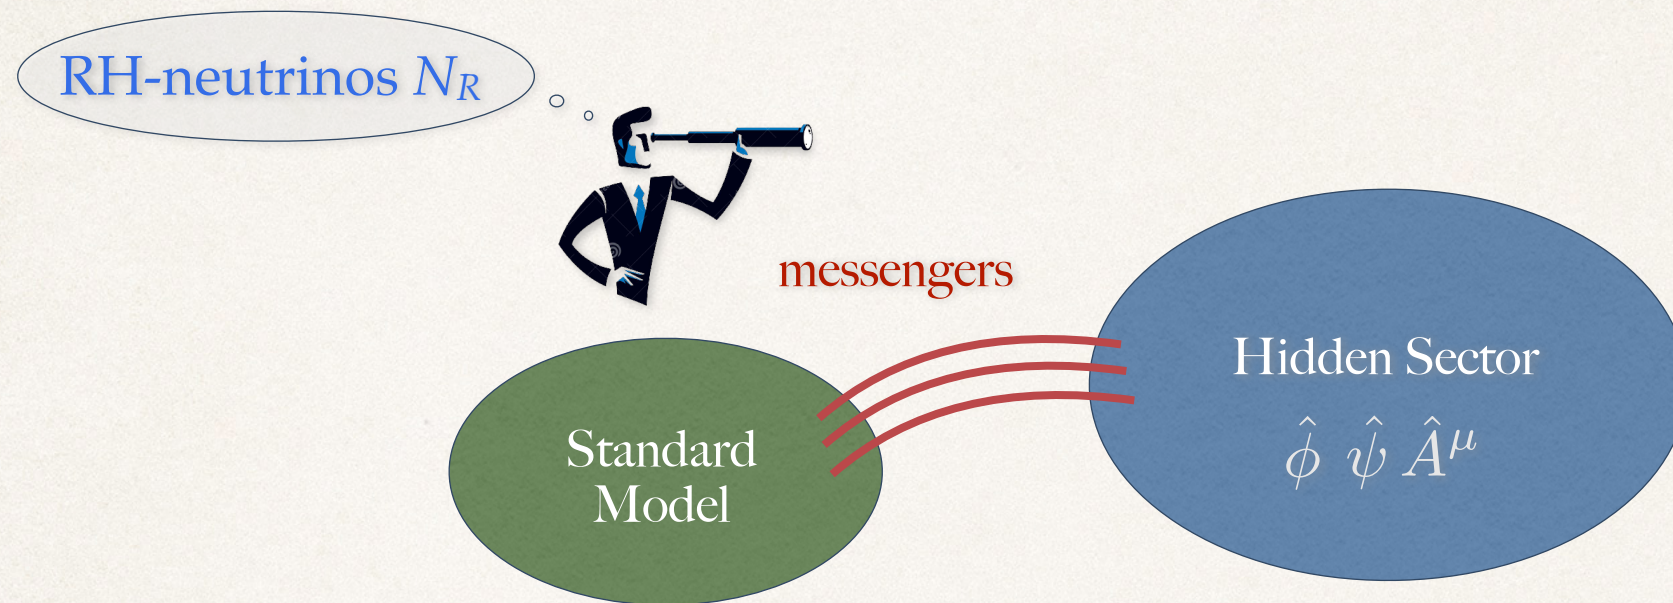 RH-neutrinos N_R
messengers
Hidden Sector
ϕ̂ ψ̂ Â^μ
Standard
Model